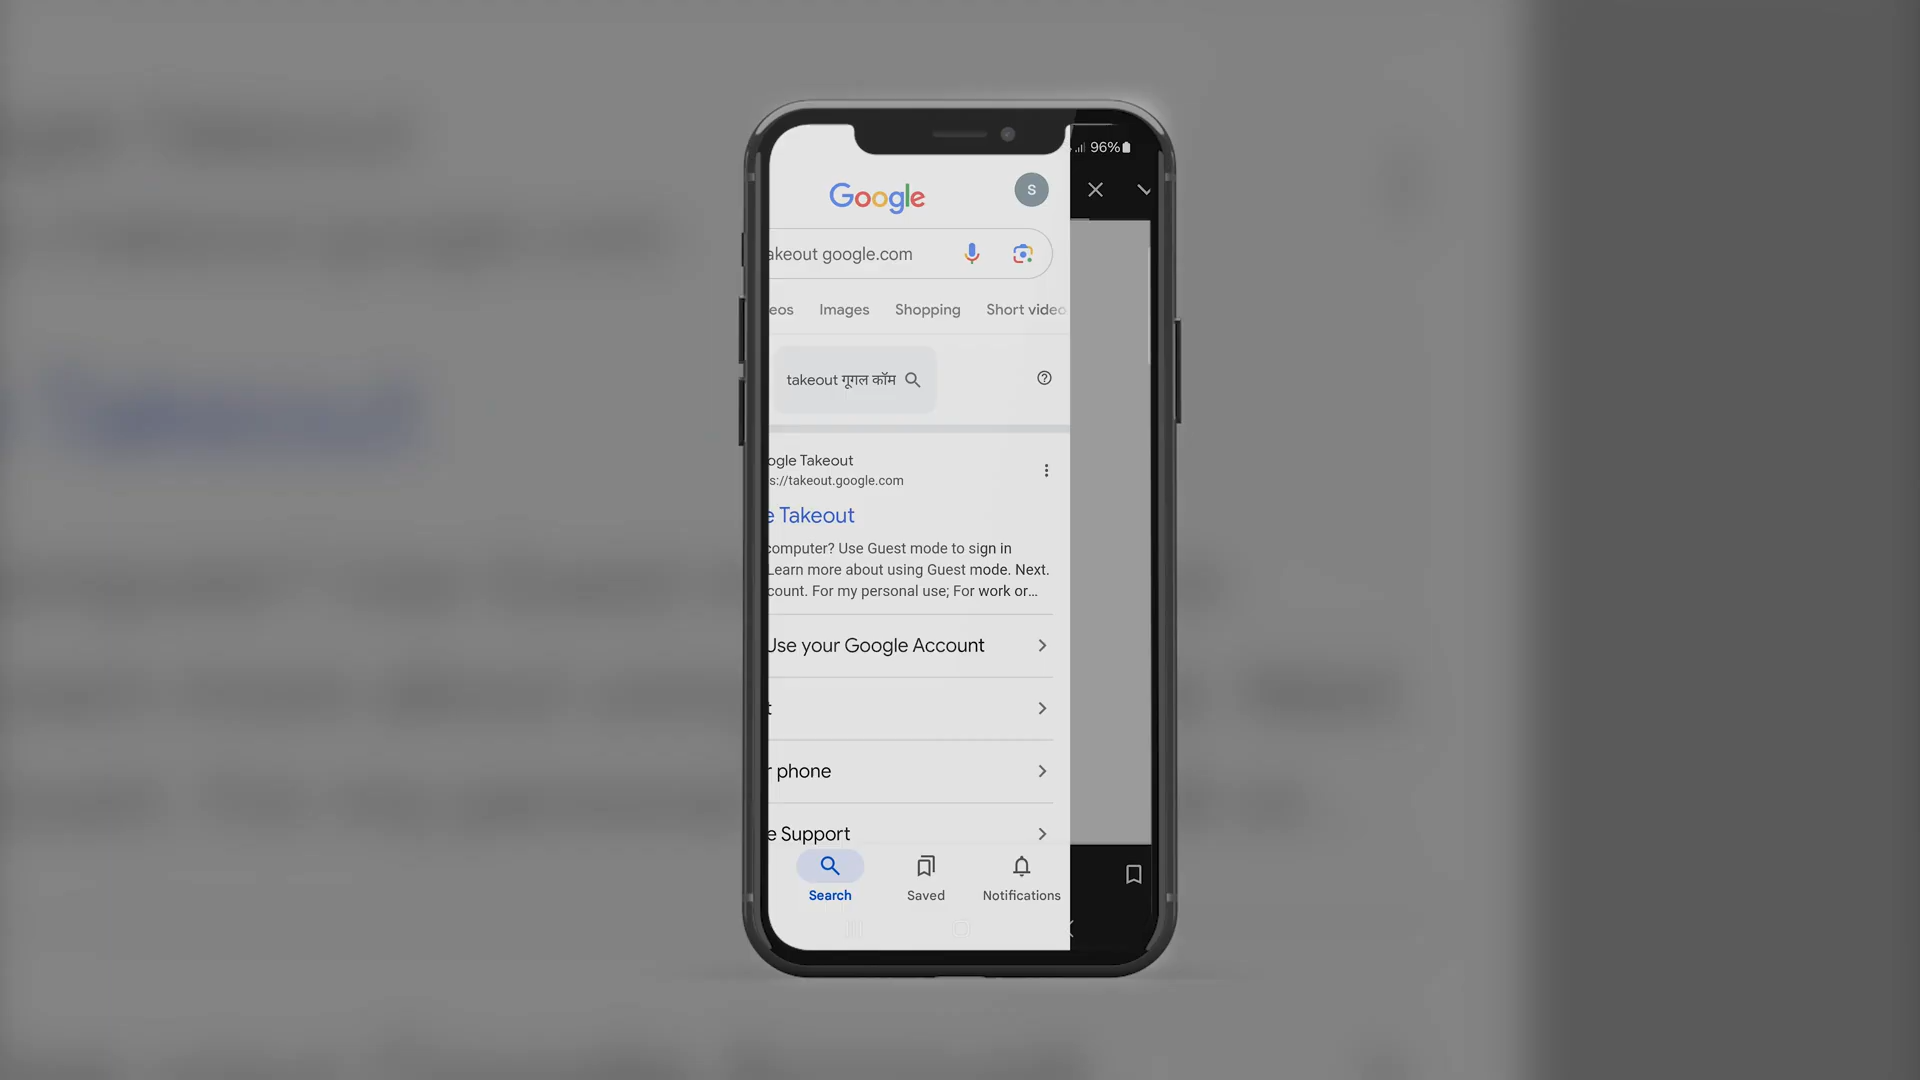 96%
Google
S
akeout google.com
eos Images Shopping Short video
takeout गूगल कॉम
ogle Takeout
s://takeout.google.com
e Takeout
computer? Use Guest mode to sign in
Learn more about using Guest mode. Next.
count. For my personal use; For work or...
Use your Google Account
t
r phone
e Support
Search Saved Notifications